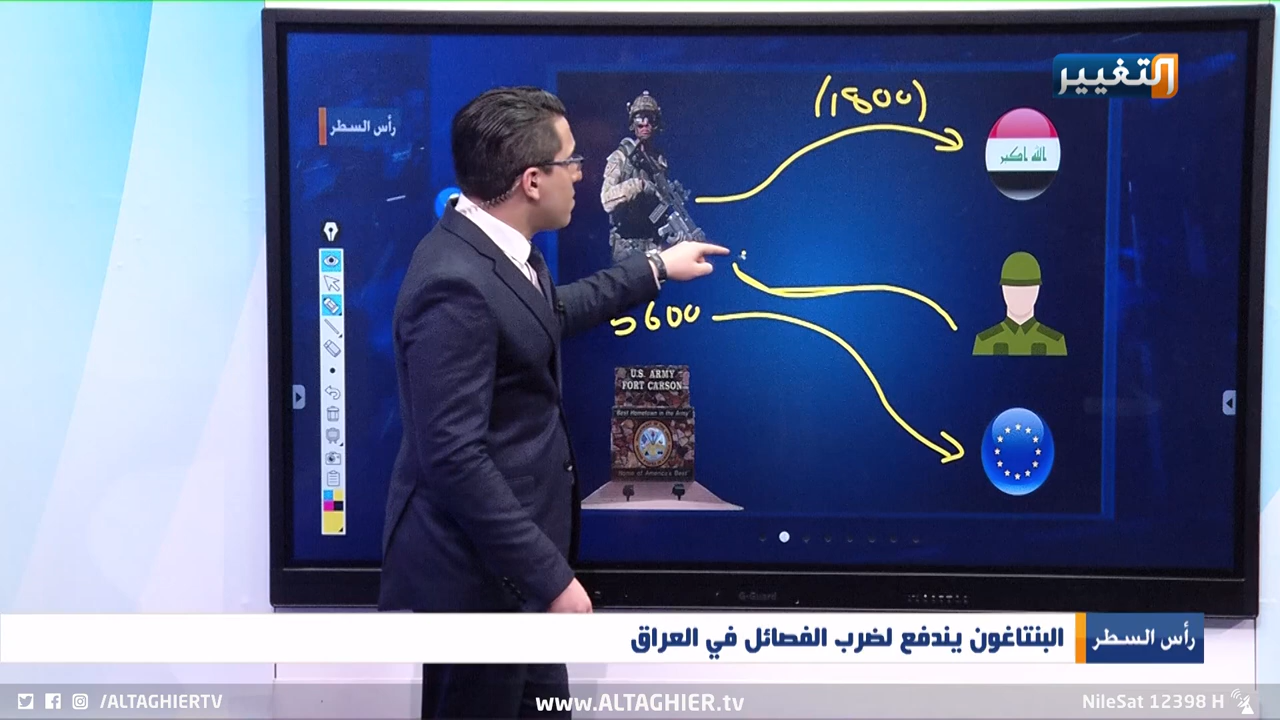 التغيير
رأس السطر
(1800)
الله اكبر
5600
U.S. ARMY
FORT CARSON
"Best Hometown in the Army"
Home of America's Best
G-Guard
رأس السطر
البنتاغون يندفع لضرب الفصائل في العراق
/ALTAGHIERTV
www.ALTAGHIER.tv
NileSat 12398 H